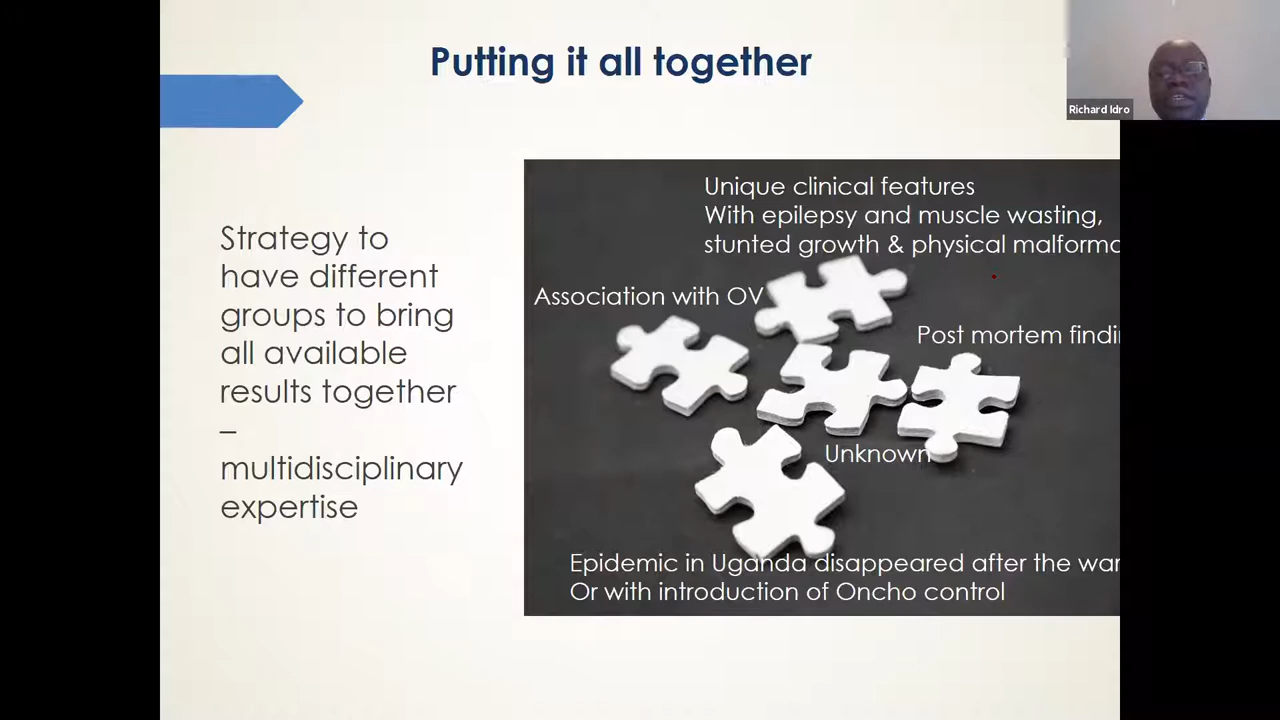 Putting it all together
Richard Idro
Strategy to
have different
groups to bring
all available
results together
–
multidisciplinary
expertise
Unique clinical features
With epilepsy and muscle wasting,
stunted growth & physical
Association with OV
Post mortem
Unknown
Epidemic in Uganda disappeared after the war
Or with introduction of Oncho control